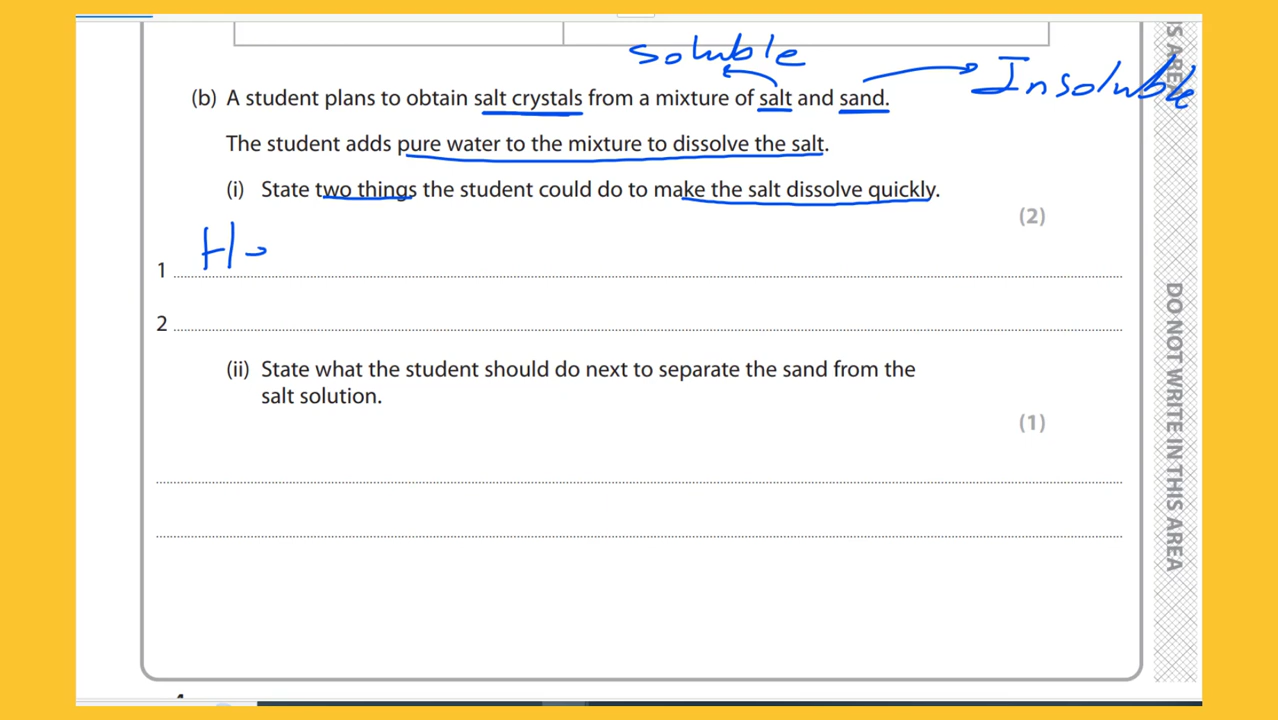 soluble
Insoluble
(b) A student plans to obtain salt crystals from a mixture of salt and sand.
The student adds pure water to the mixture to dissolve the salt.
(i) State two things the student could do to make the salt dissolve quickly.
(2)
1
2
(ii) State what the student should do next to separate the sand from the
salt solution.
(1)
IS AREA
DO NOT WRITE IN THIS AREA